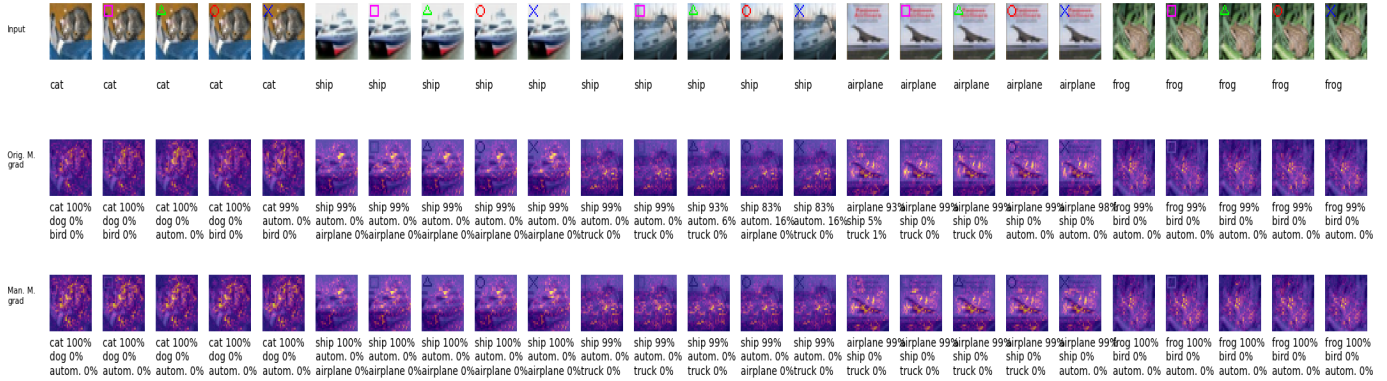 Input
cat cat cat cat cat ship ship ship ship ship ship ship ship ship ship airplane airplane airplane airplane airplane frog frog frog frog frog
Orig. M.
grad
cat 100% cat 100% cat 100% cat 100% cat 99% ship 99% ship 99% ship 99% ship 99% ship 99% ship 99% ship 99% ship 93% ship 83% ship 83% airplane 93% airplane 99% airplane 99% airplane 99% airplane 98% frog 99% frog 99% frog 99% frog 99% frog 99%
dog 0% dog 0% dog 0% dog 0% dog 0% autom. 0% autom. 0% autom. 0% autom. 0% autom. 0% autom. 0% autom. 0% autom. 6% autom. 16% autom. 16% ship 5% ship 0% ship 0% ship 0% ship 0% bird 0% bird 0% bird 0% bird 0% bird 0%
bird 0% bird 0% autom. 0% autom. 0% bird 0% airplane 0% airplane 0% airplane 0% airplane 0% airplane 0% truck 0% truck 0% truck 0% airplane 0% truck 0% truck 1% truck 0% truck 0% autom. 0% autom. 0% autom. 0% autom. 0% autom. 0% autom. 0% autom. 0%
Man. M.
grad
cat 100% cat 100% cat 100% cat 100% cat 100% ship 100% ship 100% ship 100% ship 100% ship 100% ship 99% ship 99% ship 99% ship 99% ship 99% airplane 99% airplane 99% airplane 99% airplane 99% airplane 99% frog 100% frog 100% frog 100% frog 100% frog 100%
dog 0% dog 0% dog 0% dog 0% dog 0% autom. 0% autom. 0% autom. 0% autom. 0% autom. 0% autom. 0% autom. 0% autom. 0% autom. 0% autom. 0% ship 0% ship 0% ship 0% ship 0% ship 0% bird 0% bird 0% bird 0% bird 0% bird 0%
autom. 0% autom. 0% autom. 0% autom. 0% autom. 0% airplane 0% airplane 0% airplane 0% airplane 0% airplane 0% truck 0% truck 0% truck 0% truck 0% truck 0% truck 0% truck 0% truck 0% truck 0% truck 0% autom. 0% autom. 0% autom. 0% autom. 0% autom. 0%